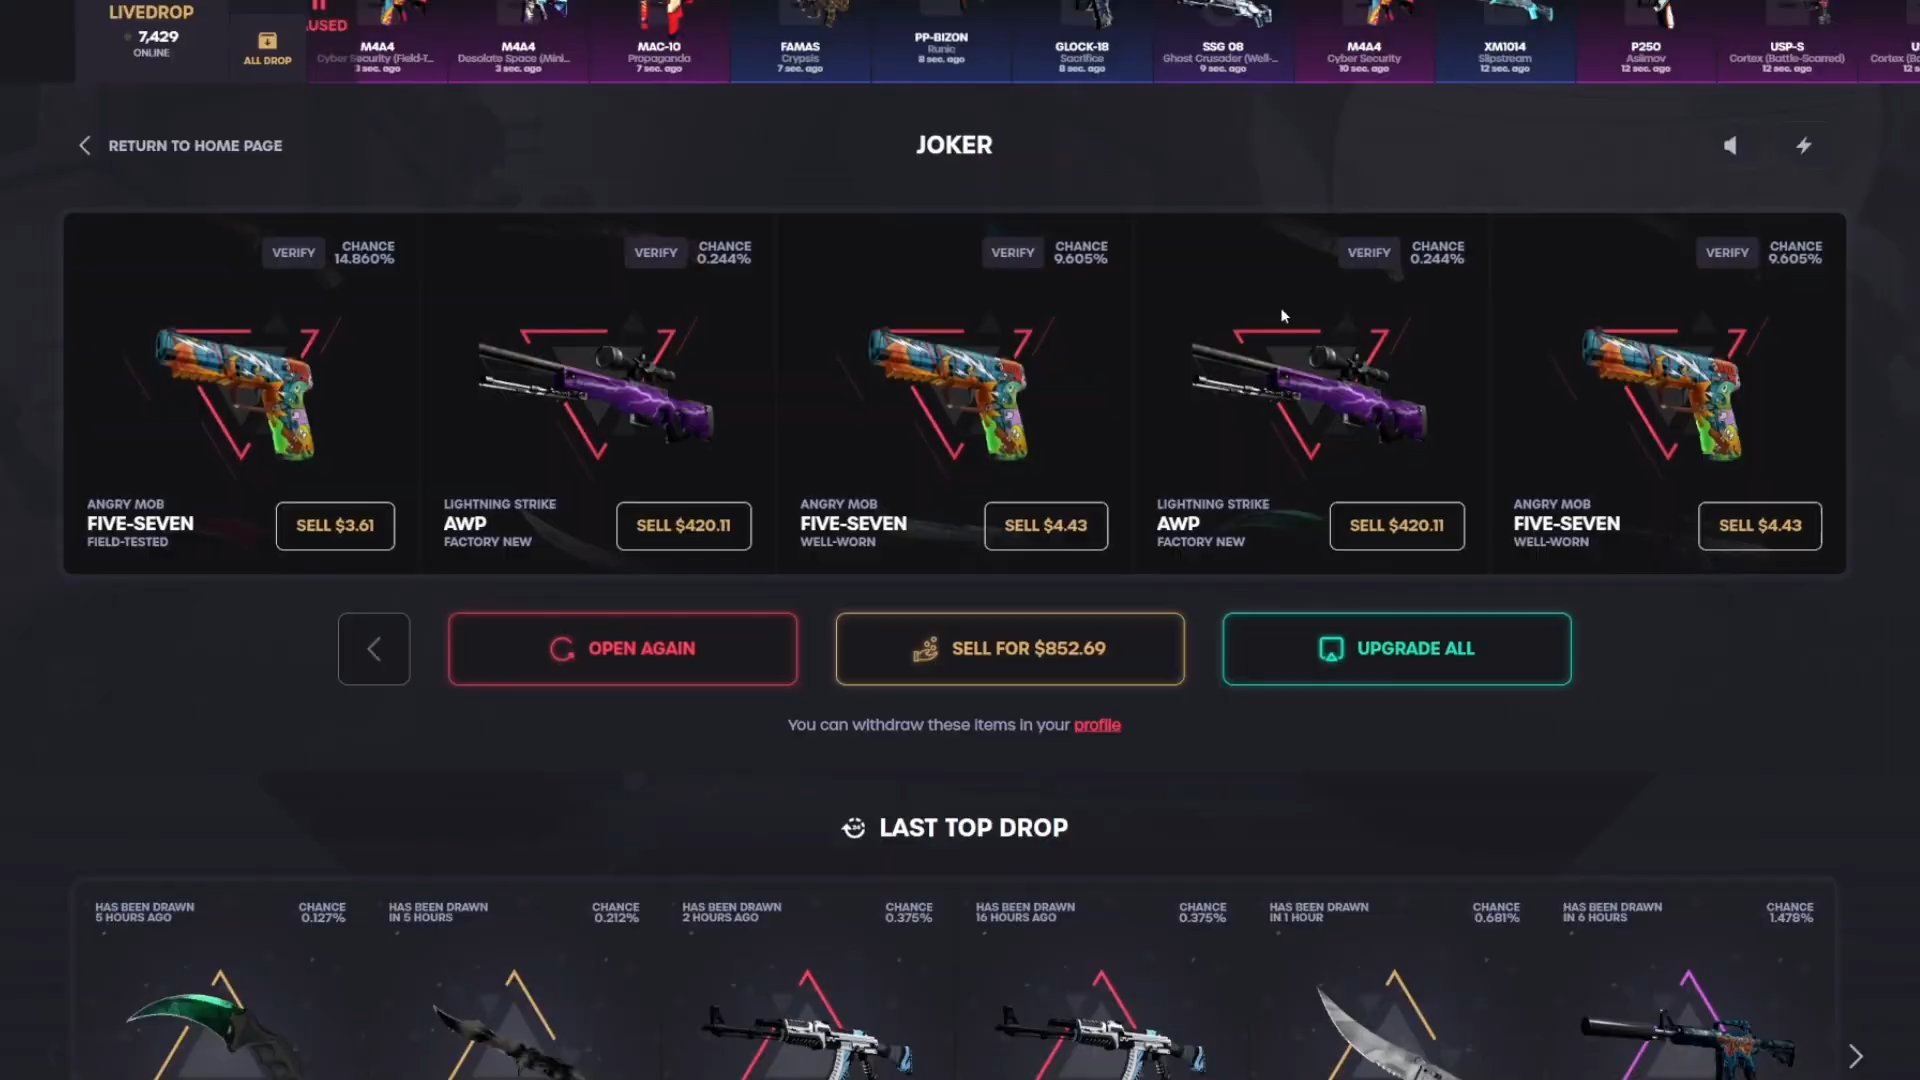 LIVEDROP
7,429
ONLINE
ALL DROP
M4A4
Cyber Security (Field-T...
3 sec. ago
M4A4
Desolate Space (Mini...
3 sec. ago
MAC-10
Propaganda
7 sec. ago
FAMAS
Crypsis
7 sec. ago
PP-BIZON
Runic
8 sec. ago
GLOCK-18
Sacrifice
8 sec. ago
SSG 08
Ghost Crusader (Well-...
9 sec. ago
M4A4
Cyber Security
10 sec. ago
XM1014
Slipstream
12 sec. ago
P250
Asiimov
12 sec. ago
USP-S
Cortex (Battle-Scarred)
12 sec. ago
RETURN TO HOME PAGE
JOKER
VERIFY
CHANCE
14.860%
ANGRY MOB
FIVE-SEVEN
FIELD-TESTED
SELL $3.61
VERIFY
CHANCE
0.244%
LIGHTNING STRIKE
AWP
FACTORY NEW
SELL $420.11
VERIFY
CHANCE
9.605%
ANGRY MOB
FIVE-SEVEN
WELL-WORN
SELL $4.43
VERIFY
CHANCE
0.244%
LIGHTNING STRIKE
AWP
FACTORY NEW
SELL $420.11
VERIFY
CHANCE
9.605%
ANGRY MOB
FIVE-SEVEN
WELL-WORN
SELL $4.43
OPEN AGAIN
SELL FOR $852.69
UPGRADE ALL
You can withdraw these items in your profile
LAST TOP DROP
HAS BEEN DRAWN
5 HOURS AGO
CHANCE
0.127%
HAS BEEN DRAWN
IN 5 HOURS
CHANCE
0.212%
HAS BEEN DRAWN
2 HOURS AGO
CHANCE
0.375%
HAS BEEN DRAWN
16 HOURS AGO
CHANCE
0.375%
HAS BEEN DRAWN
IN 1 HOUR
CHANCE
0.681%
HAS BEEN DRAWN
IN 6 HOURS
CHANCE
1.478%